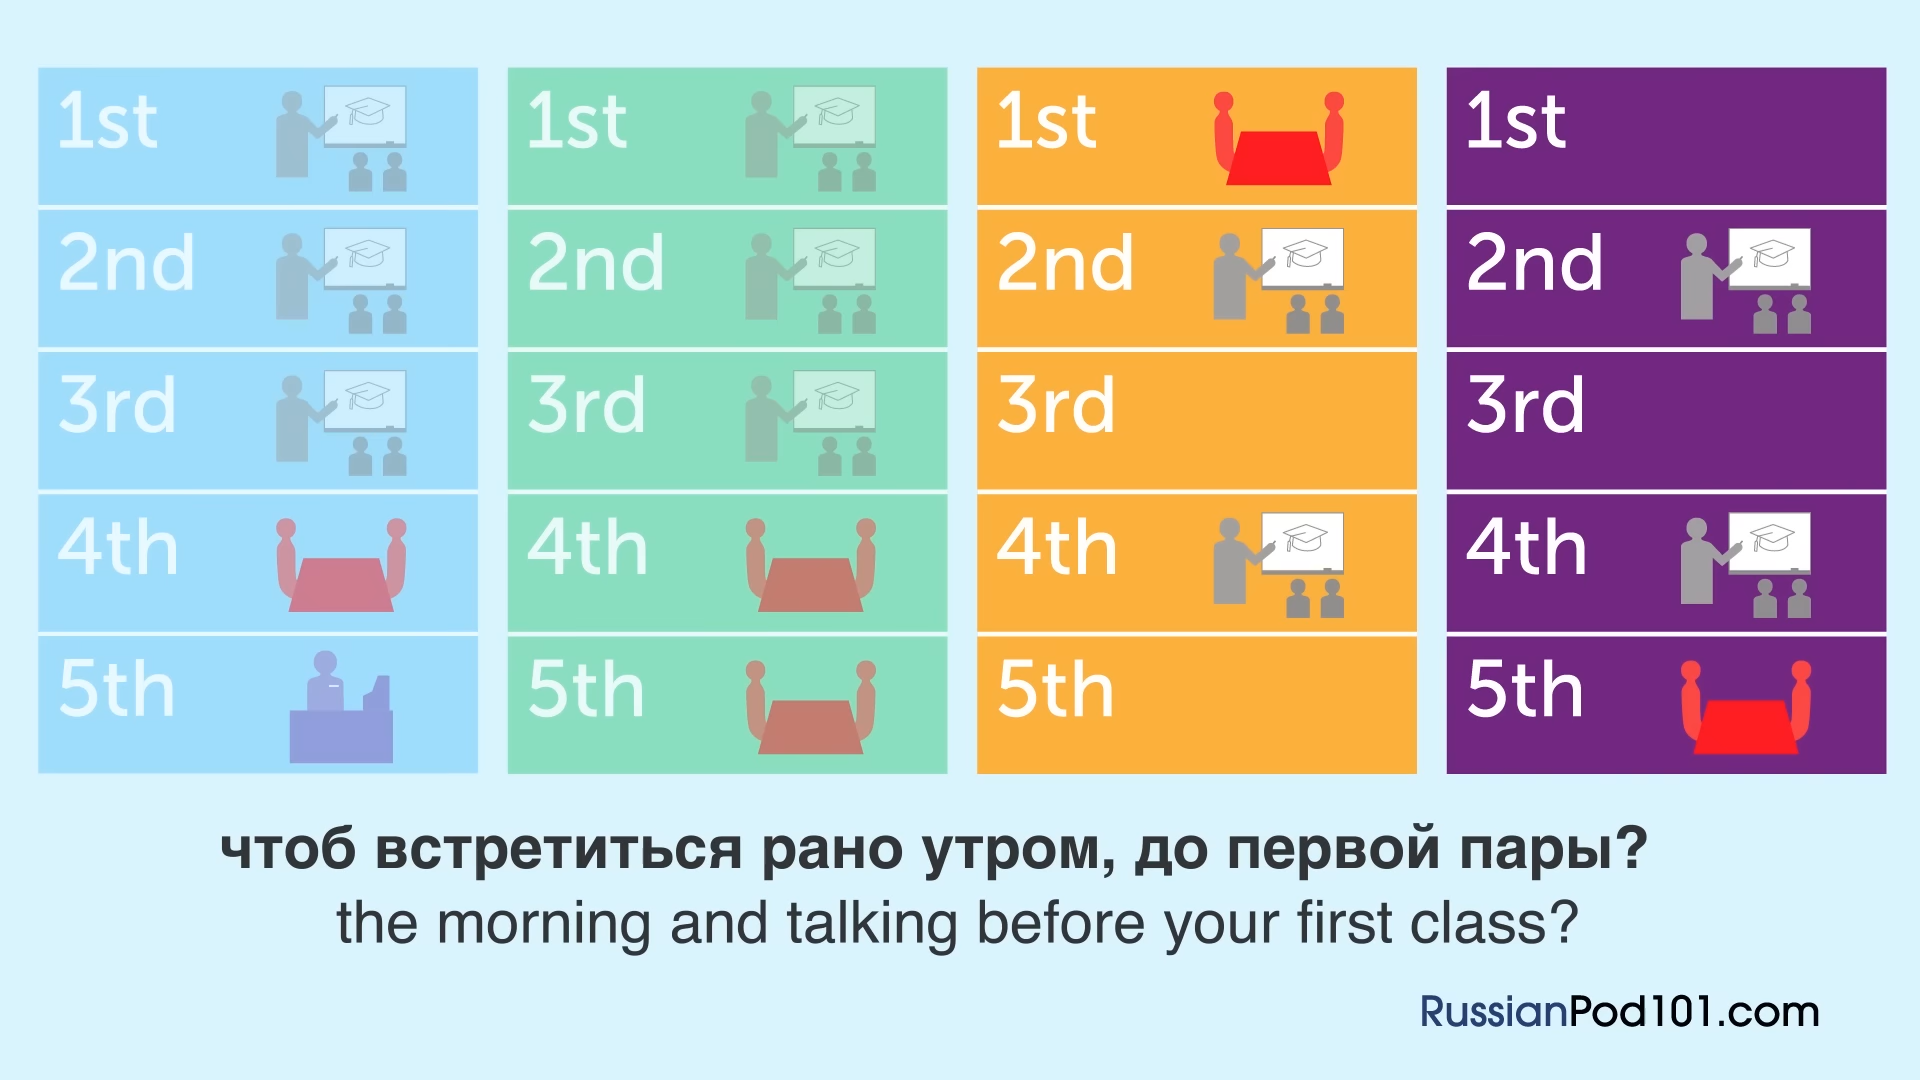 1st
2nd
3rd
4th
5th
1st
2nd
3rd
4th
5th
1st
2nd
3rd
4th
5th
1st
2nd
3rd
4th
5th
чтоб встретиться рано утром, до первой пары?
the morning and talking before your first class?
RussianPod101.com